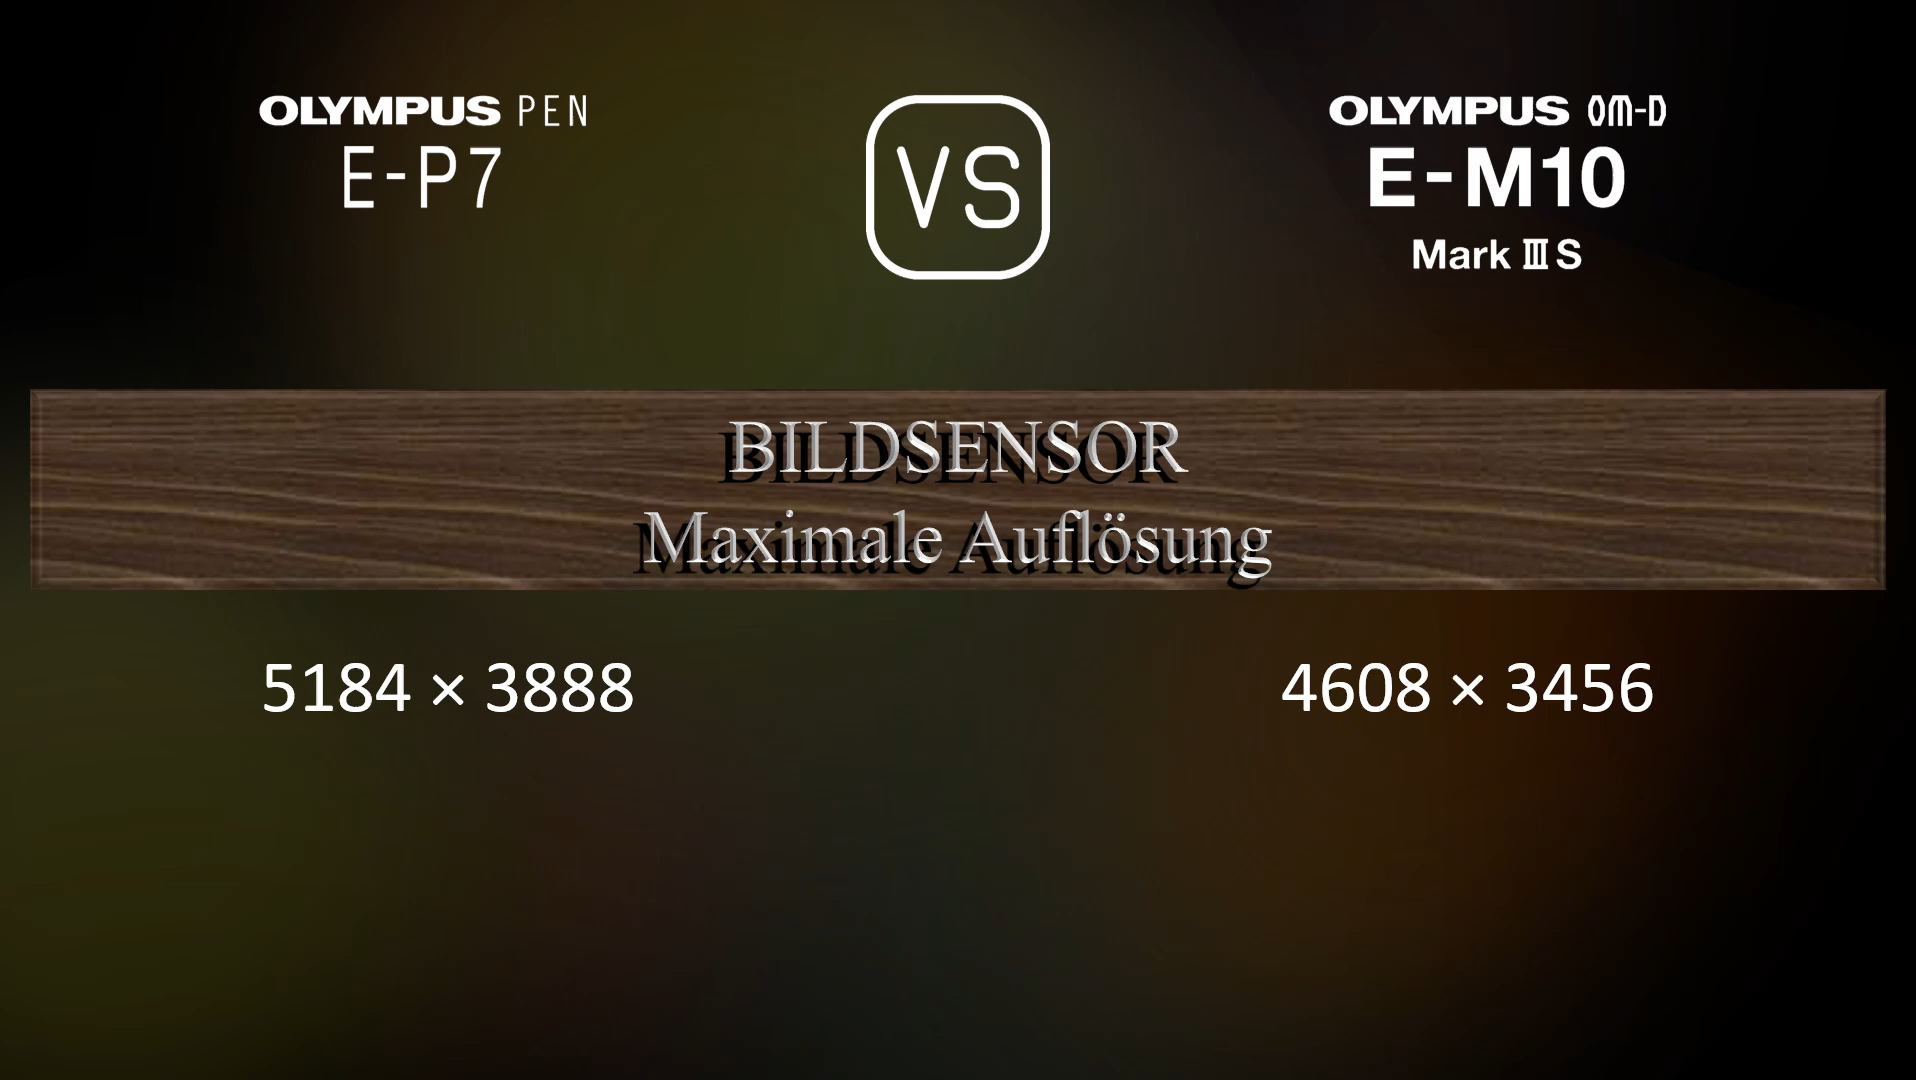 OLYMPUS PEN
E-P7
VS
OLYMPUS OM-D
E-M10
Mark III S
BILDSENSOR
Maximale Auflösung
5184 × 3888
4608 × 3456